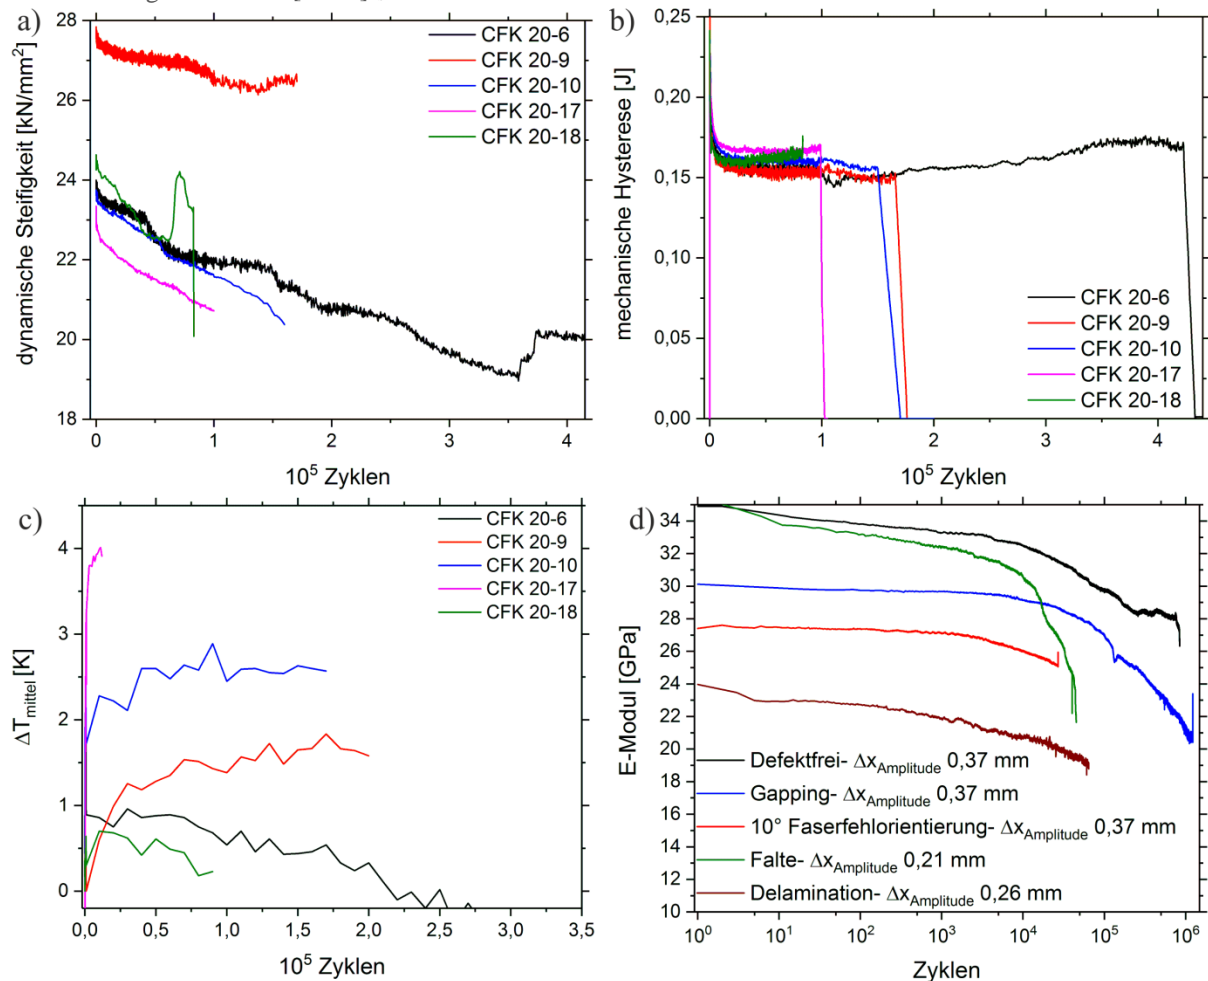 a)
dynamische Steifigkeit [kN/mm²]
28
26
24
22
20
18
0
1
2
3
4
10⁵ Zyklen
CFK 20-6
CFK 20-9
CFK 20-10
CFK 20-17
CFK 20-18
b)
mechanische Hysterese [J]
0,25
0,20
0,15
0,10
0,05
0,00
0
1
2
3
4
10⁵ Zyklen
CFK 20-6
CFK 20-9
CFK 20-10
CFK 20-17
CFK 20-18
c)
ΔT_mittel [K]
4
3
2
1
0
0,0
0,5
1,0
1,5
2,0
2,5
3,0
3,5
10⁵ Zyklen
CFK 20-6
CFK 20-9
CFK 20-10
CFK 20-17
CFK 20-18
d)
E-Modul [GPa]
34
32
30
28
26
24
22
20
18
16
14
12
10
10⁰
10¹
10²
10³
10⁴
10⁵
10⁶
Zyklen
Defektfrei- Δx_Amplitude 0,37 mm
Gapping- Δx_Amplitude 0,37 mm
10° Faserfehlorientierung- Δx_Amplitude 0,37 mm
Falte- Δx_Amplitude 0,21 mm
Delamination- Δx_Amplitude 0,26 mm